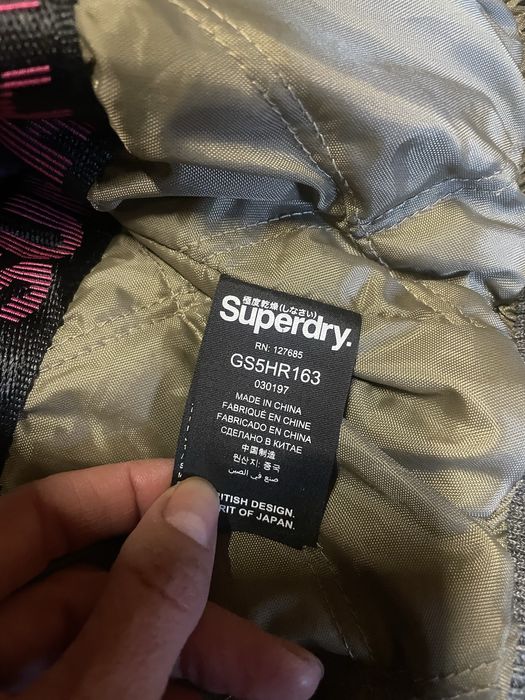 極度乾燥(しなさい)
Superdry.
RN: 127685
GS5HR163
030197
MADE IN CHINA
FABRIQUÉ EN CHINE
FABRICADO EN CHINA
СДЕЛАНО В КИТАЕ
中国制造
원산지: 중국
صنع في الصين
ITISH DESIGN.
RIT OF JAPAN.